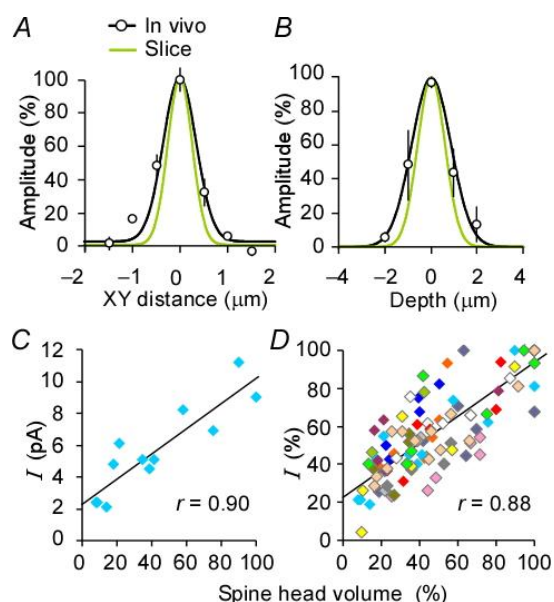 A
In vivo
Slice
B
Amplitude (%)
100
80
60
40
20
0
−2 −1 0 1 2
XY distance (μm)
Amplitude (%)
100
80
60
40
20
0
−4 −2 0 2 4
Depth (μm)
C
I (pA)
12
10
8
6
4
2
0
r = 0.90
0 20 40 60 80 100
D
I (%)
100
80
60
40
20
0
r = 0.88
0 20 40 60 80 100
Spine head volume (%)